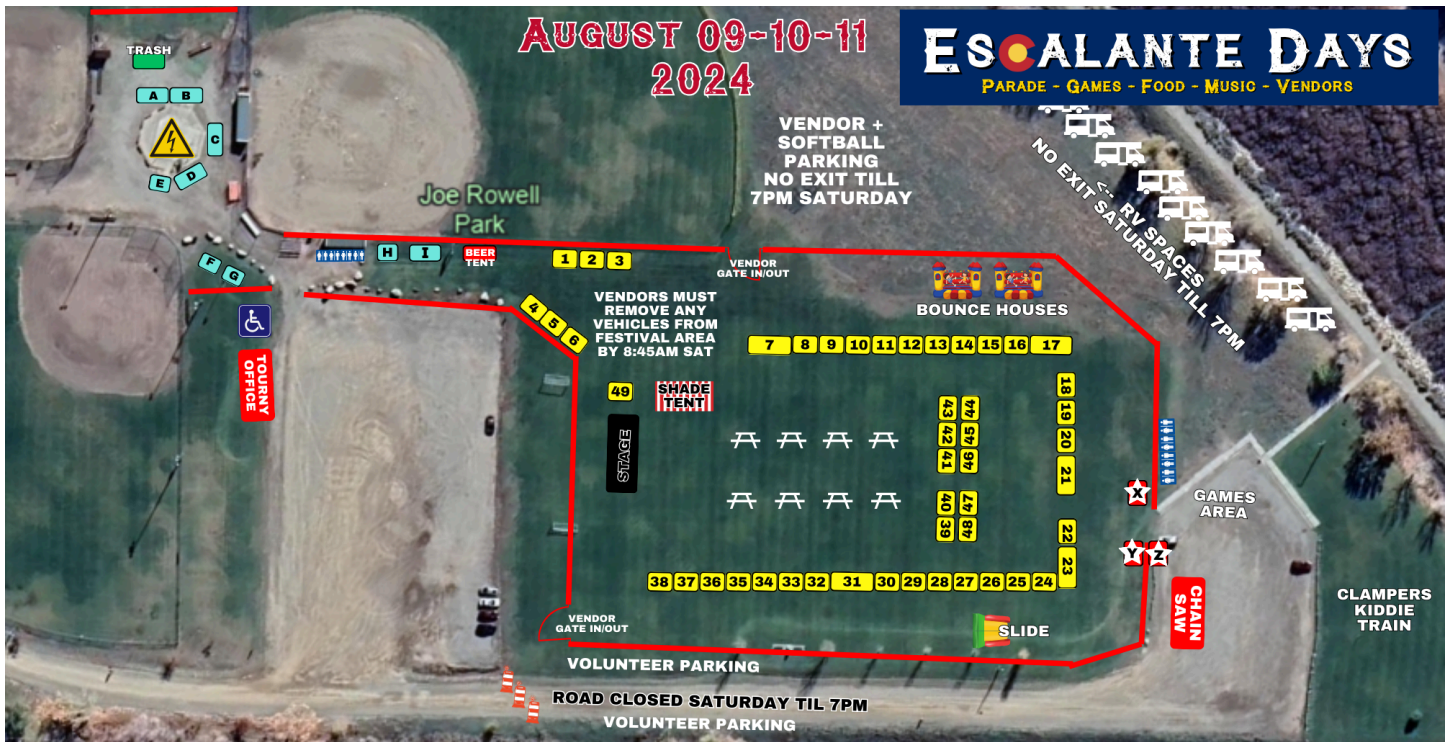 AUGUST 09-10-11
2024
ESCALANTE DAYS
PARADE - GAMES - FOOD - MUSIC - VENDORS
TRASH
A
B
C
D
E
F
G
Joe Rowell
Park
H
I
BEER
TENT
1
2
3
4
5
6
VENDOR +
SOFTBALL
PARKING
NO EXIT TILL
7PM SATURDAY
<-- RV SPACES
NO EXIT SATURDAY TILL 7PM
VENDOR
GATE IN/OUT
BOUNCE HOUSES
VENDORS MUST
REMOVE ANY
VEHICLES FROM
FESTIVAL AREA
BY 8:45AM SAT
TOURNY
OFFICE
7
8
9
10
11
12
13
14
15
16
17
49
SHADE
TENT
STAGE
18
19
20
21
22
23
43
44
42
45
41
46
40
47
39
48
X
Y
Z
GAMES
AREA
38
37
36
35
34
33
32
31
30
29
28
27
26
25
24
CHAIN
SAW
CLAMPERS
KIDDIE
TRAIN
VENDOR
GATE IN/OUT
SLIDE
VOLUNTEER PARKING
ROAD CLOSED SATURDAY TIL 7PM
VOLUNTEER PARKING